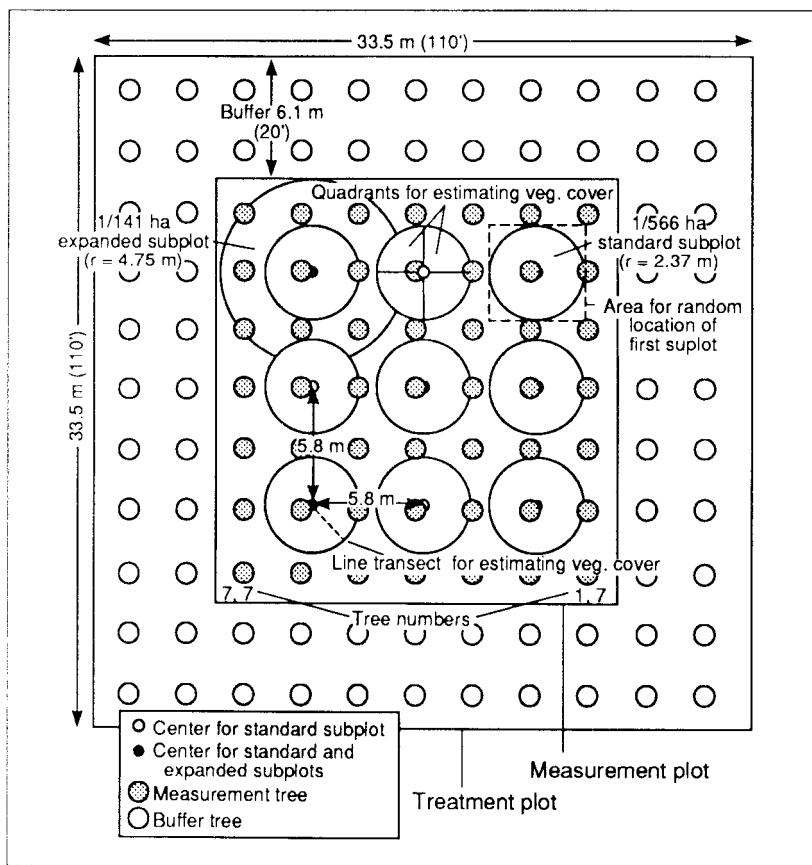 33.5 m (110')
Buffer 6.1 m
(20')
Quadrants for estimating veg. cover
1/141 ha
expanded subplot
(r = 4.75 m)
1/566 ha
standard subplot
(r = 2.37 m)
Area for random
location of
first suplot
33.5 m (110')
5.8 m
5.8 m
Line transect for estimating veg. cover
7, 7
1, 7
Tree numbers
Center for standard subplot
Center for standard and
expanded subplots
Measurement tree
Buffer tree
Measurement plot
Treatment plot